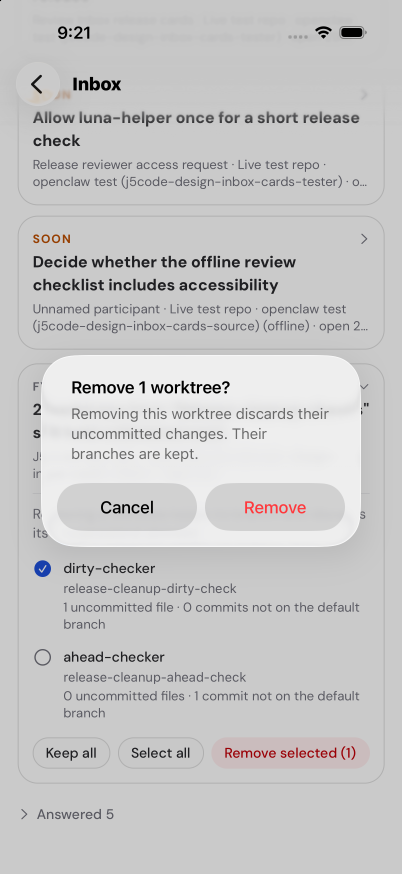 9:21
Inbox
SOON
Allow luna-helper once for a short release
check
Release reviewer access request · Live test repo ·
openclaw test (j5code-design-inbox-cards-tester) · o...
SOON
Decide whether the offline review
checklist includes accessibility
Unnamed participant · Live test repo · openclaw test
(j5code-design-inbox-cards-source) (offline) · open 2...
Remove 1 worktree?
Removing this worktree discards their
uncommitted changes. Their
branches are kept.
Cancel
Remove
dirty-checker
release-cleanup-dirty-check
1 uncommitted file · 0 commits not on the default
branch
ahead-checker
release-cleanup-ahead-check
0 uncommitted files · 1 commit not on the default
branch
Keep all
Select all
Remove selected (1)
Answered 5